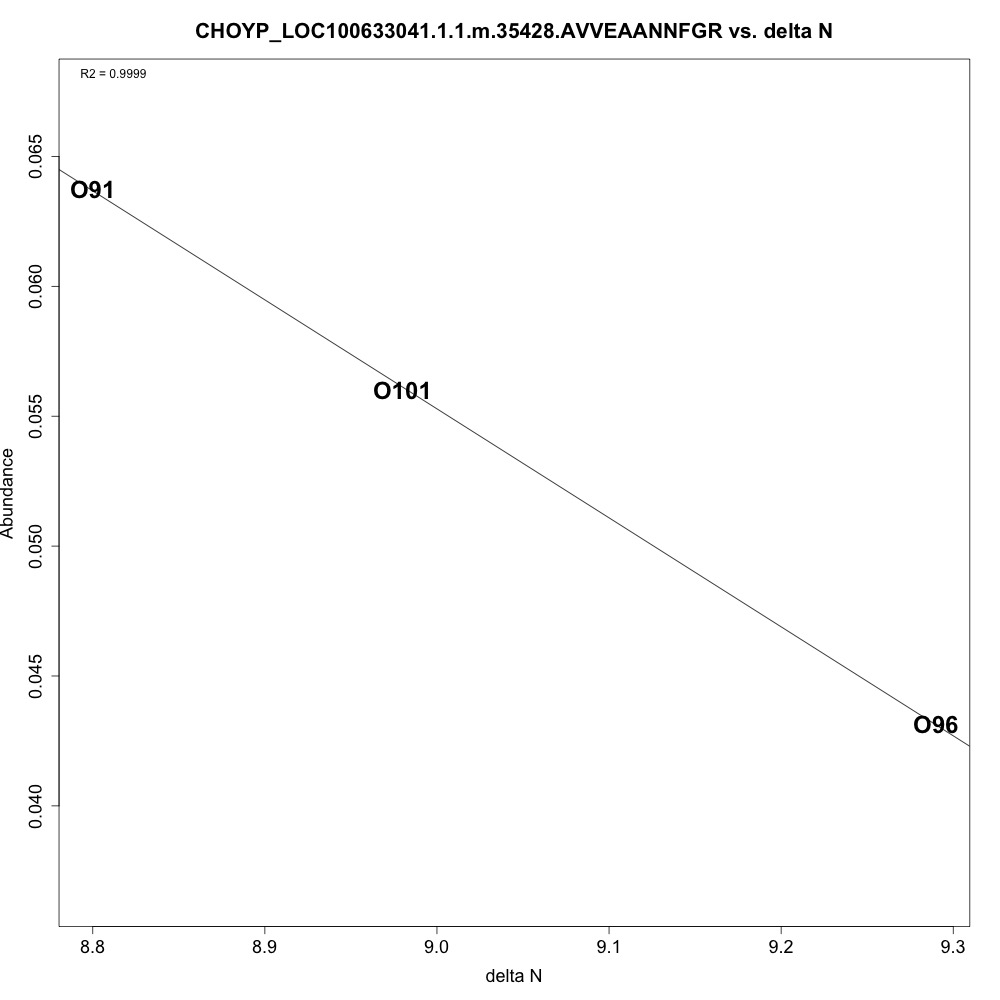 CHOYP_LOC100633041.1.1.m.35428.AVVEAANNFGR vs. delta N
R2 = 0.9999
0.065
O91
0.060
O101
0.055
Abundance
0.050
0.045
O96
0.040
8.8 8.9 9.0 9.1 9.2 9.3
delta N